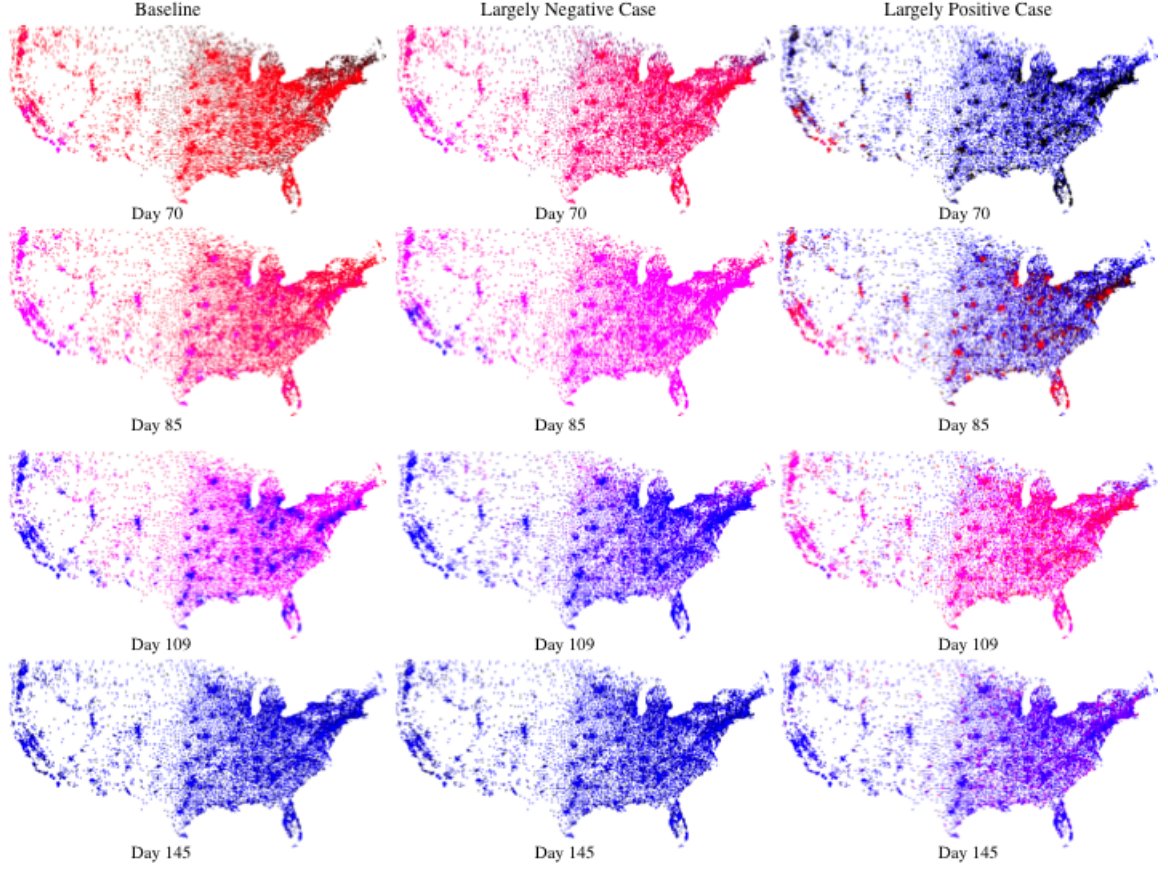 Baseline Largely Negative Case Largely Positive Case
Day 70 Day 70 Day 70
Day 85 Day 85 Day 85
Day 109 Day 109 Day 109
Day 145 Day 145 Day 145